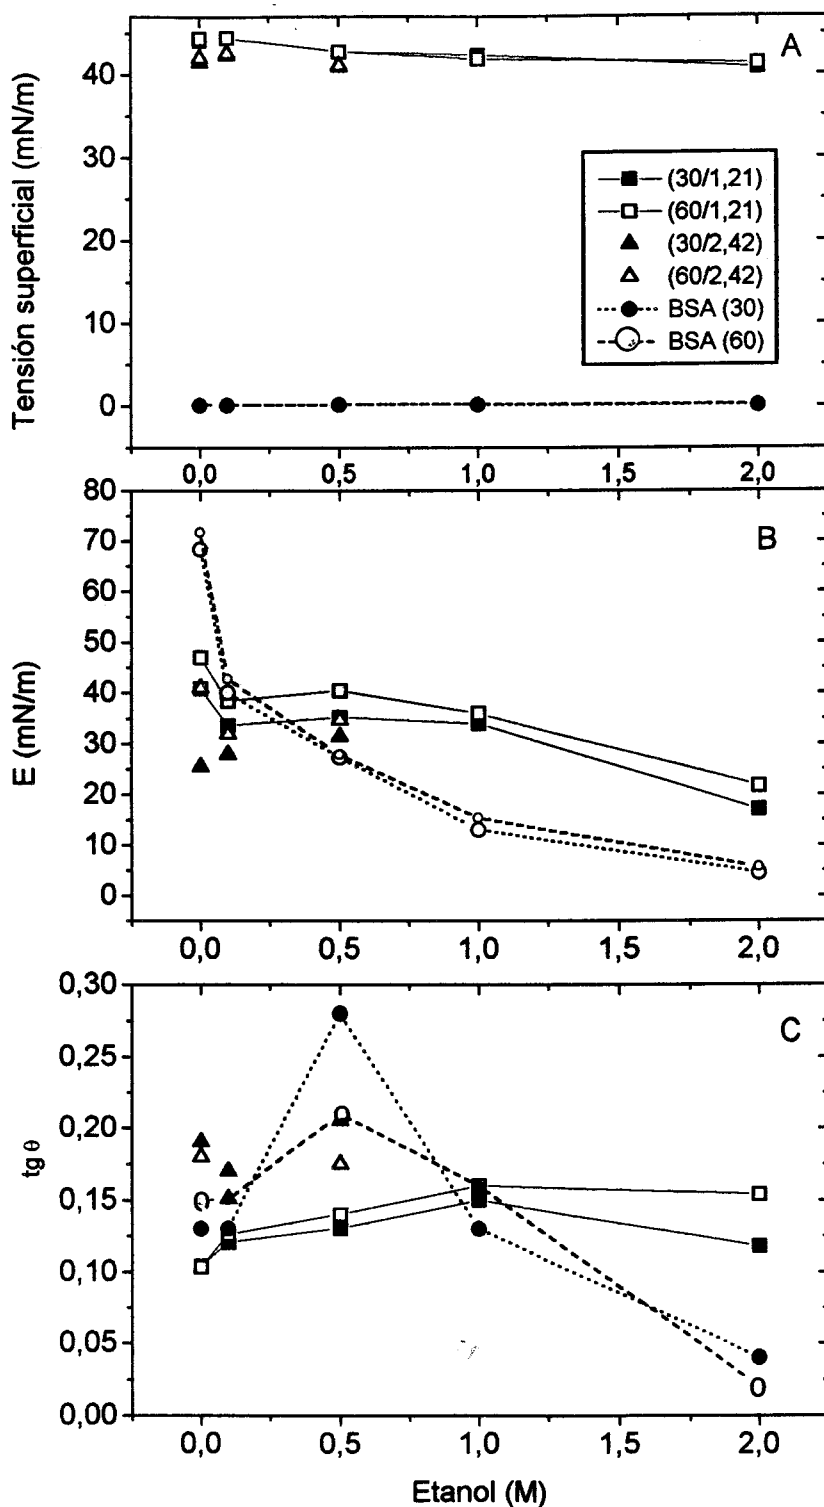 A
Tensión superficial (mN/m)
40
30
20
10
0
(30/1,21)
(60/1,21)
(30/2,42)
(60/2,42)
BSA (30)
BSA (60)
0,0 0,5 1,0 1,5 2,0
B
E (mN/m)
80
70
60
50
40
30
20
10
0
0,0 0,5 1,0 1,5 2,0
C
tg θ
0,30
0,25
0,20
0,15
0,10
0,05
0,00
0,0 0,5 1,0 1,5 2,0
Etanol (M)